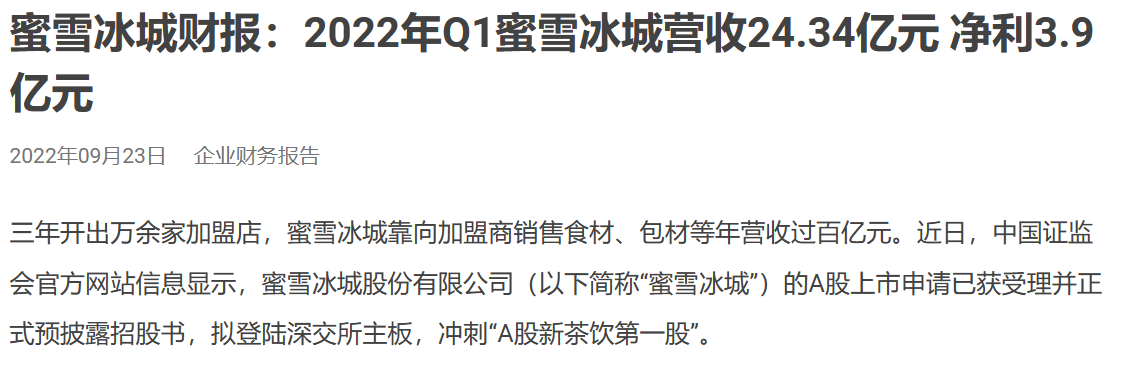 蜜雪冰城财报：2022年Q1蜜雪冰城营收24.34亿元 净利3.9
亿元
2022年09月23日 企业财务报告
三年开出万余家加盟店，蜜雪冰城靠向加盟商销售食材、包材等年营收过百亿元。近日，中国证监
会官方网站信息显示，蜜雪冰城股份有限公司（以下简称“蜜雪冰城”）的A股上市申请已获受理并正
式预披露招股书，拟登陆深交所主板，冲刺“A股新茶饮第一股”。